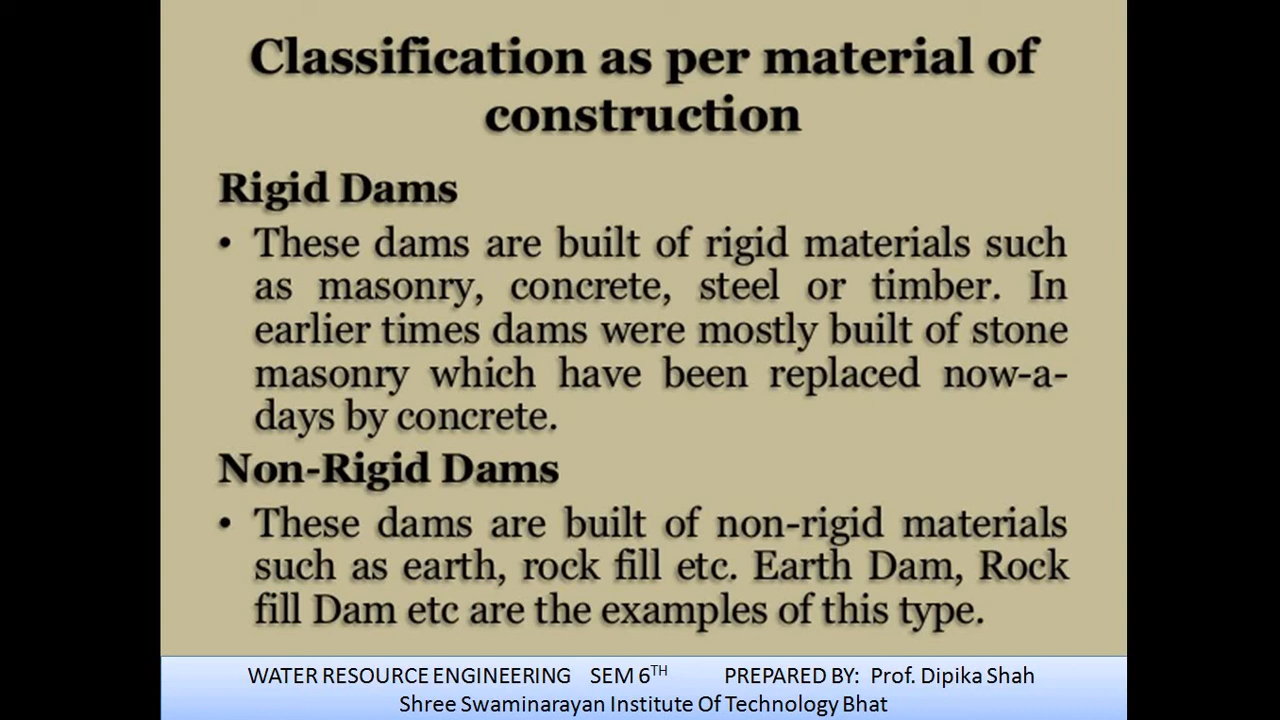 Classification as per material of
construction
Rigid Dams
• These dams are built of rigid materials such
as masonry, concrete, steel or timber. In
earlier times dams were mostly built of stone
masonry which have been replaced now-a-
days by concrete.
Non-Rigid Dams
• These dams are built of non-rigid materials
such as earth, rock fill etc. Earth Dam, Rock
fill Dam etc are the examples of this type.
WATER RESOURCE ENGINEERING SEM 6TH PREPARED BY: Prof. Dipika Shah
Shree Swaminarayan Institute Of Technology Bhat